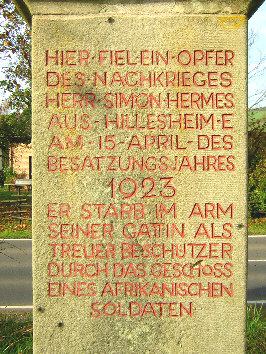 HIER·FIEL·EIN·OPFER
DES·NACHKRIEGES
HERR·SIMON·HERMES
AUS·HILLESHEIM·E
AM·15·APRIL·DES
BESATZUNGSJAHRES
1923
ER STARB IM ARM
SEINER GATTIN ALS
TREUER BESCHÜTZER
DURCH DAS GESCHOSS
EINES AFRIKANISCHEN
SOLDATEN